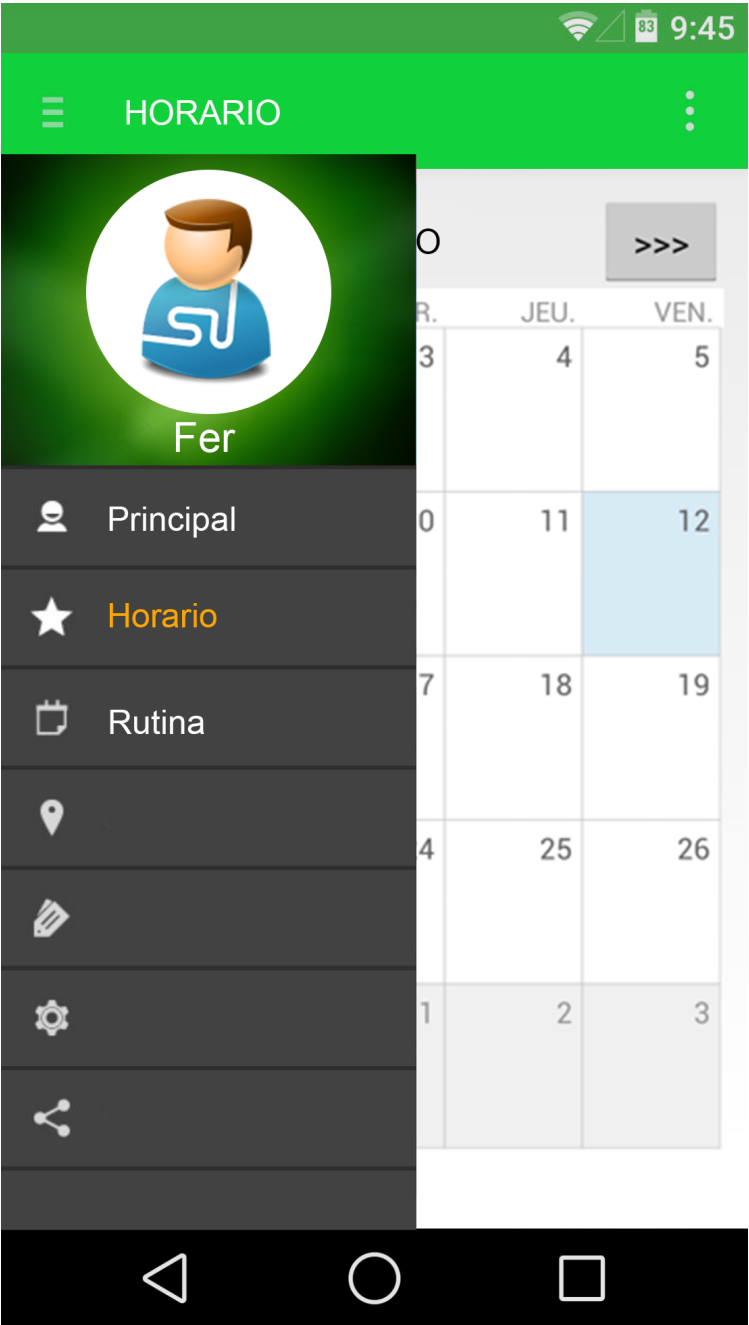 83 9:45
HORARIO
O >>>
R. JEU. VEN.
3 4 5
Fer
0 11 12
Principal
Horario
7 18 19
Rutina
4 25 26
1 2 3